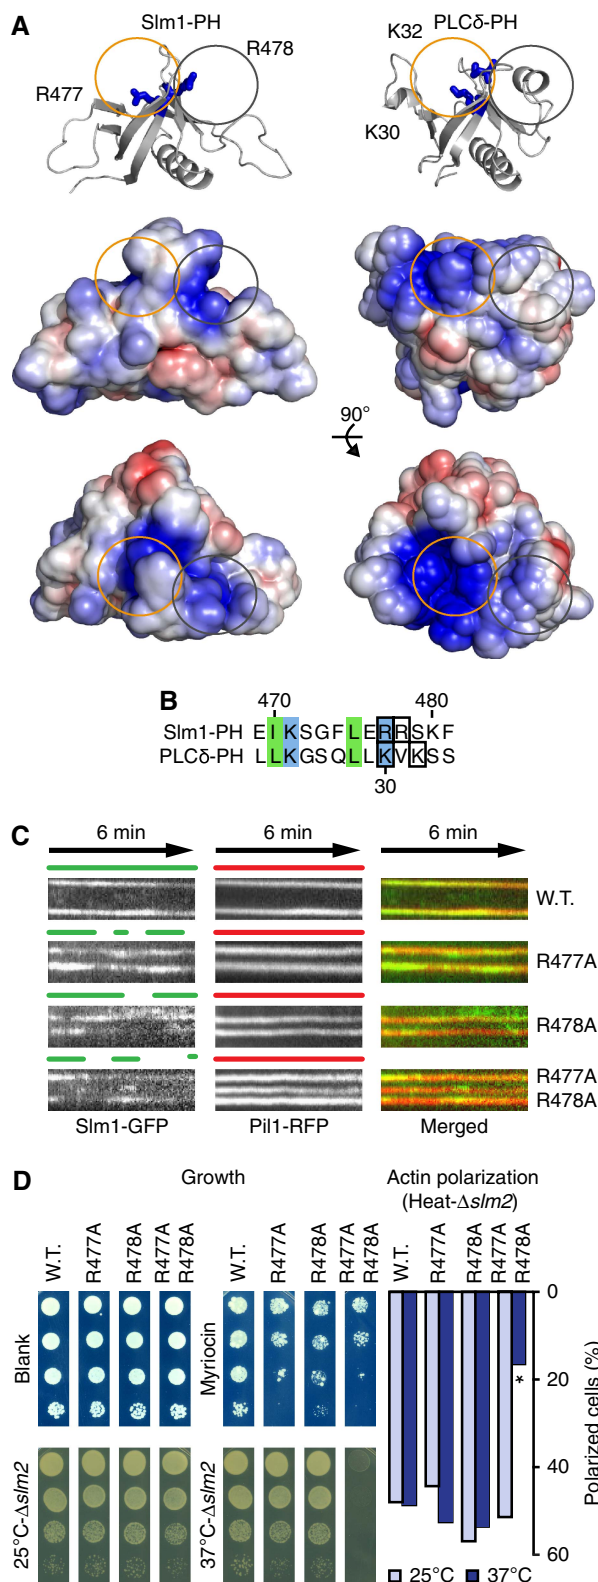 A
Slm1-PH
PLCδ-PH
R478
K32
R477
K30
90°
B
470 480
Slm1-PH EIKSGFLERRSKF
PLCδ-PH LLKGSQLLKVKSS
30
C
6 min 6 min 6 min
W.T.
R477A
R478A
R477A
R478A
Slm1-GFP Pil1-RFP Merged
D
Growth
Actin polarization
(Heat-Δslm2)
W.T. R477A R478A R477A R478A
W.T. R477A R478A R477A R478A
W.T. R477A R478A R477A R478A
Blank
Myriocin
25°C-Δslm2
37°C-Δslm2
0
20
40
60
*
Polarized cells (%)
25°C 37°C